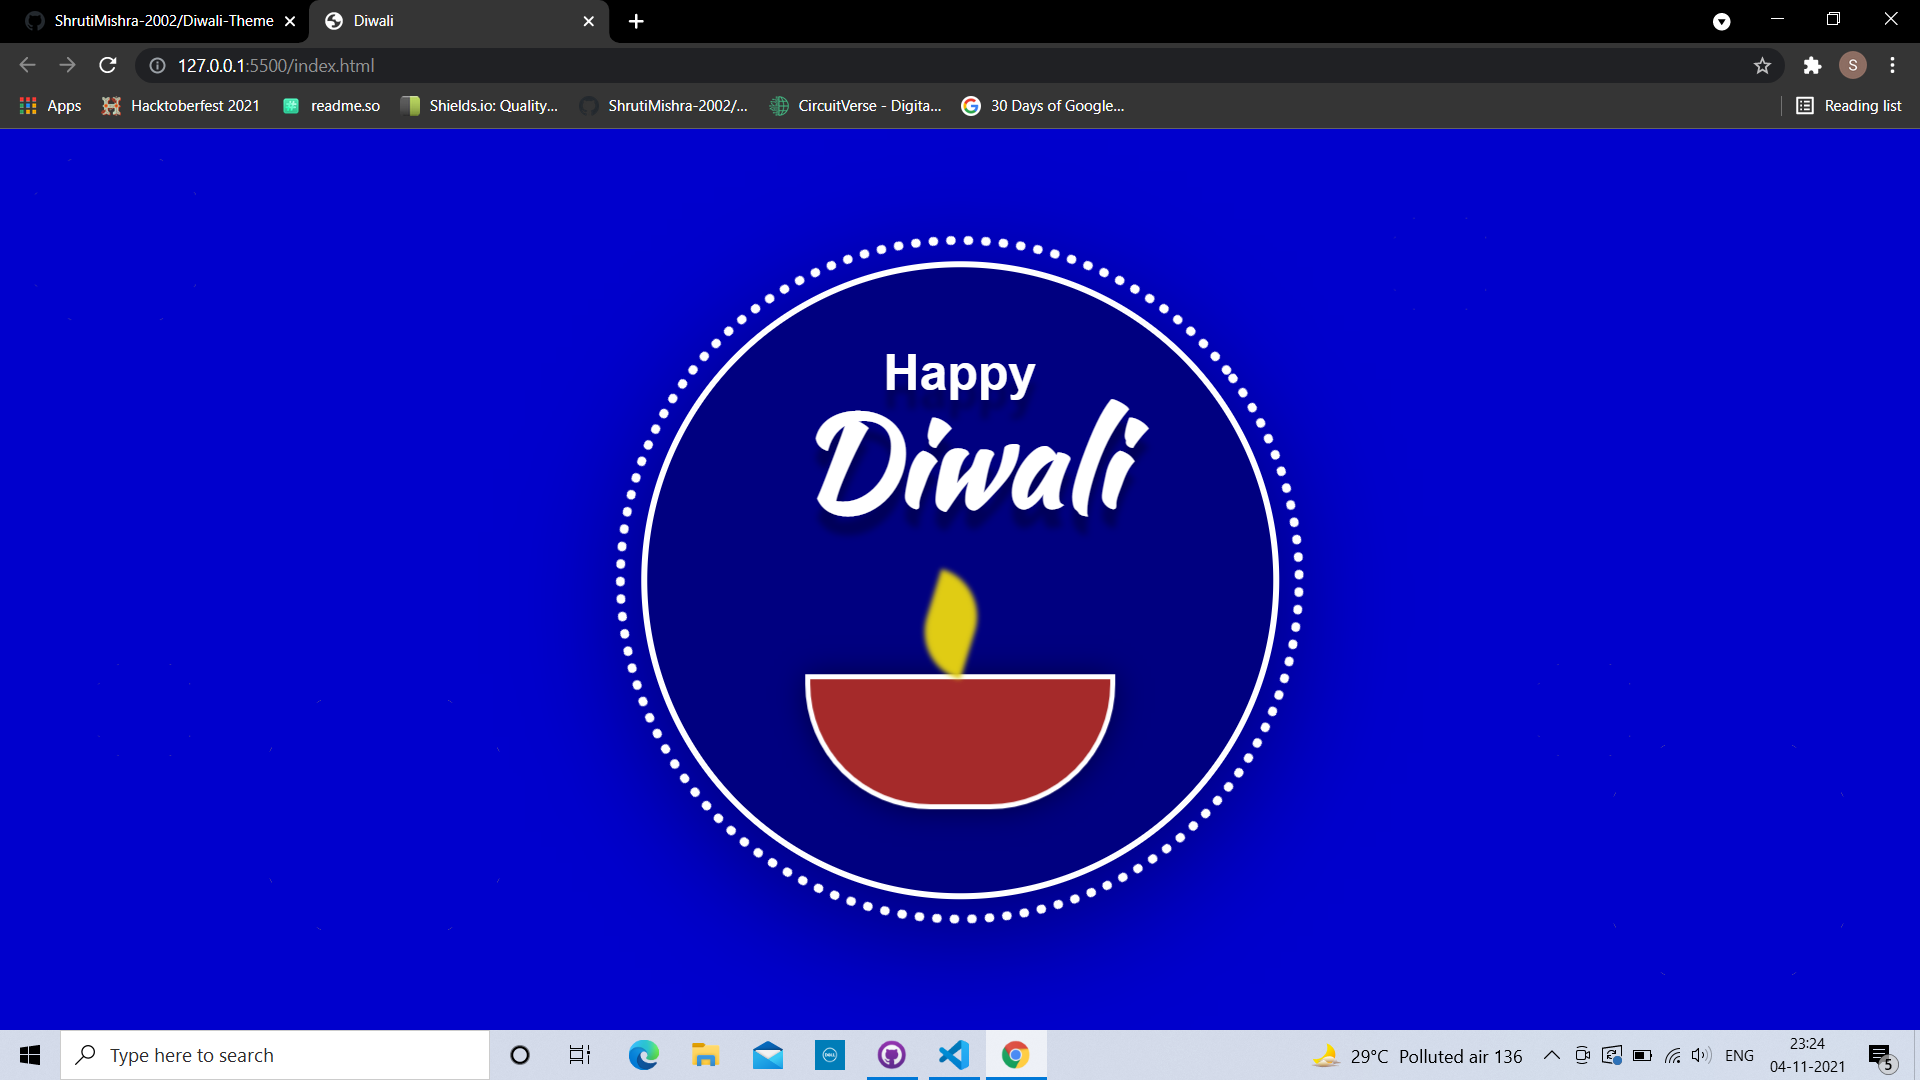 ShrutiMishra-2002/Diwali-Theme
Diwali
127.0.0.1:5500/index.html
S
Apps
Hacktoberfest 2021
readme.so
Shields.io: Quality...
ShrutiMishra-2002/...
CircuitVerse - Digita...
30 Days of Google...
Reading list
Happy
Diwali
Type here to search
DELL
29°C Polluted air 136
ENG
23:24
04-11-2021
5